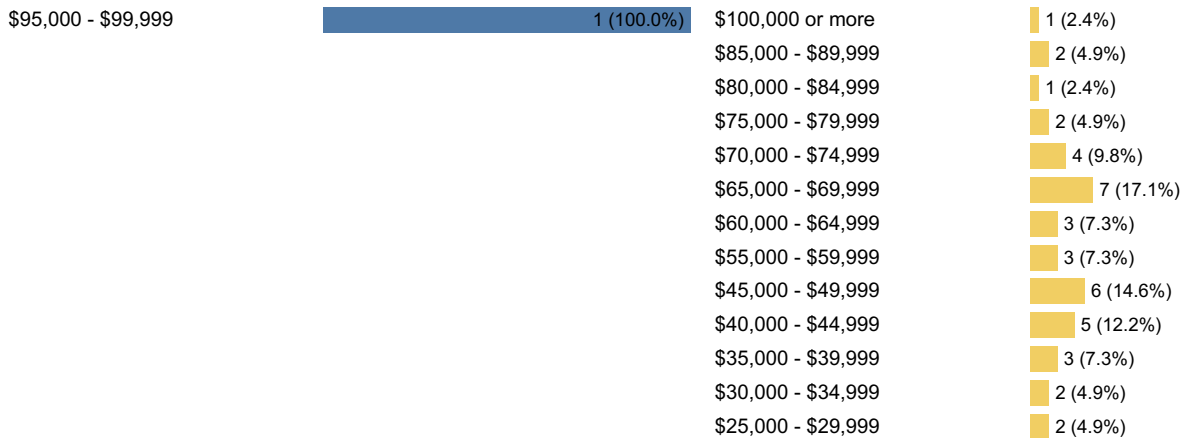 $95,000 - $99,999 1 (100.0%)
$100,000 or more 1 (2.4%)
$85,000 - $89,999 2 (4.9%)
$80,000 - $84,999 1 (2.4%)
$75,000 - $79,999 2 (4.9%)
$70,000 - $74,999 4 (9.8%)
$65,000 - $69,999 7 (17.1%)
$60,000 - $64,999 3 (7.3%)
$55,000 - $59,999 3 (7.3%)
$45,000 - $49,999 6 (14.6%)
$40,000 - $44,999 5 (12.2%)
$35,000 - $39,999 3 (7.3%)
$30,000 - $34,999 2 (4.9%)
$25,000 - $29,999 2 (4.9%)